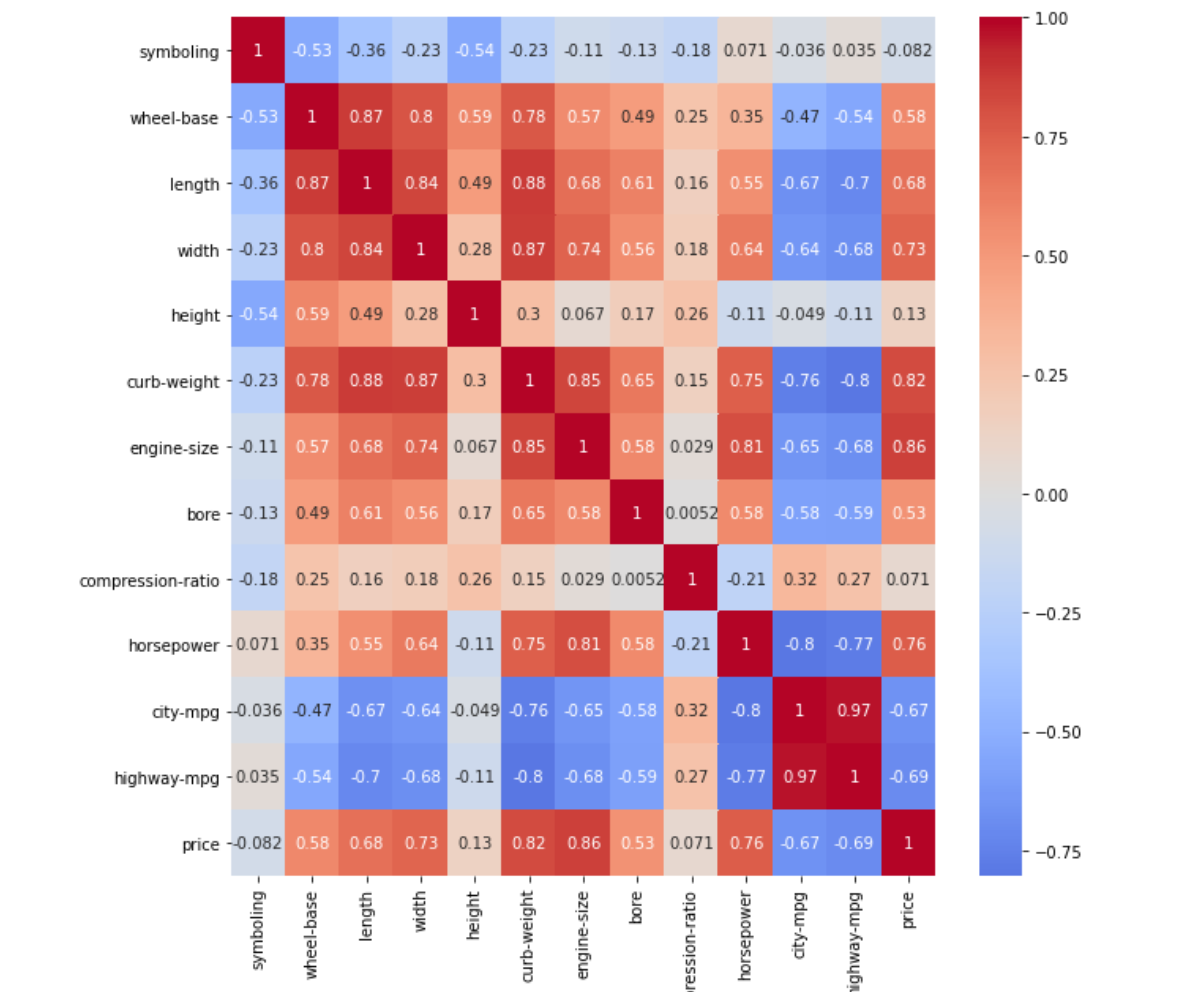 symboling 1 -0.53 -0.36 -0.23 -0.54 -0.23 -0.11 -0.13 -0.18 0.071 -0.036 0.035 -0.082
wheel-base -0.53 1 0.87 0.8 0.59 0.78 0.57 0.49 0.25 0.35 -0.47 -0.54 0.58
length -0.36 0.87 1 0.84 0.49 0.88 0.68 0.61 0.16 0.55 -0.67 -0.7 0.68
width -0.23 0.8 0.84 1 0.28 0.87 0.74 0.56 0.18 0.64 -0.64 -0.68 0.73
height -0.54 0.59 0.49 0.28 1 0.3 0.067 0.17 0.26 -0.11 -0.049 -0.11 0.13
curb-weight -0.23 0.78 0.88 0.87 0.3 1 0.85 0.65 0.15 0.75 -0.76 -0.8 0.82
engine-size -0.11 0.57 0.68 0.74 0.067 0.85 1 0.58 0.029 0.81 -0.65 -0.68 0.86
bore -0.13 0.49 0.61 0.56 0.17 0.65 0.58 1 0.0052 0.58 -0.58 -0.59 0.53
compression-ratio -0.18 0.25 0.16 0.18 0.26 0.15 0.029 0.0052 1 -0.21 0.32 0.27 0.071
horsepower 0.071 0.35 0.55 0.64 -0.11 0.75 0.81 0.58 -0.21 1 -0.8 -0.77 0.76
city-mpg -0.036 -0.47 -0.67 -0.64 -0.049 -0.76 -0.65 -0.58 0.32 -0.8 1 0.97 -0.67
highway-mpg 0.035 -0.54 -0.7 -0.68 -0.11 -0.8 -0.68 -0.59 0.27 -0.77 0.97 1 -0.69
price -0.082 0.58 0.68 0.73 0.13 0.82 0.86 0.53 0.071 0.76 -0.67 -0.69 1
symboling
wheel-base
length
width
height
curb-weight
engine-size
bore
ression-ratio
horsepower
city-mpg
ighway-mpg
price
1.00
0.75
0.50
0.25
0.00
−0.25
−0.50
−0.75